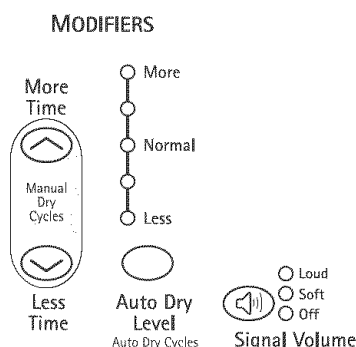 MODIFIERS
More
Time
Manual
Dry
Cycles
Less
Time
More
Normal
Less
Auto Dry
Level
Auto Dry Cycles
Loud
Soft
Off
Signal Volume